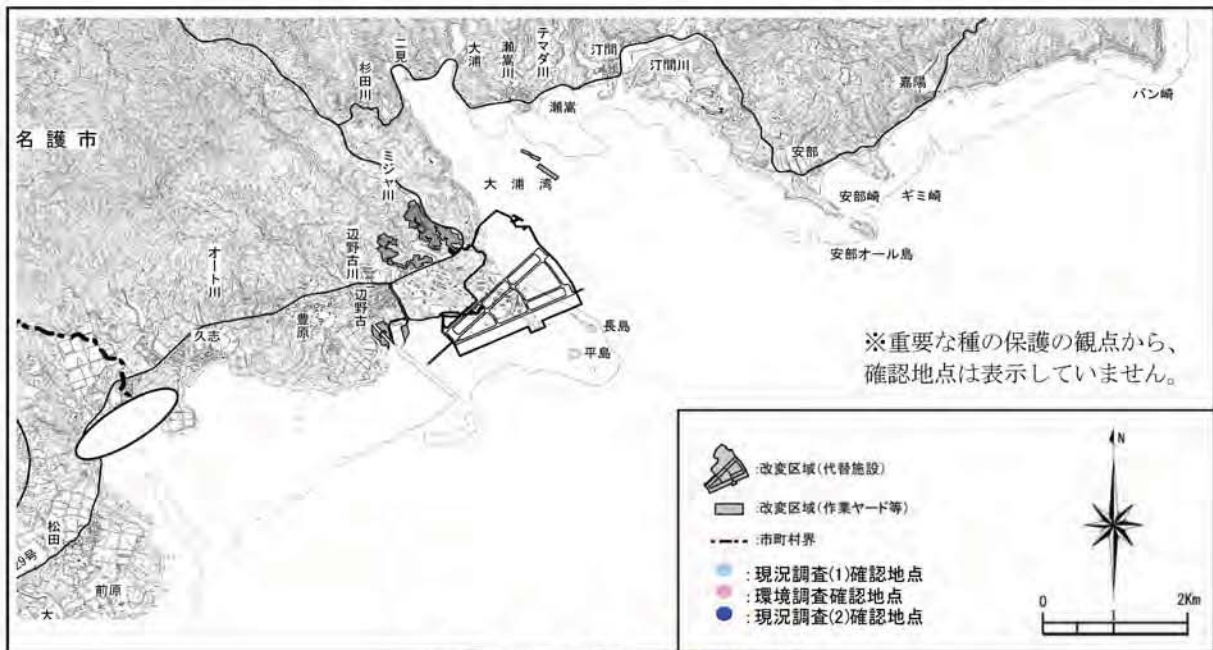 名護市
杉田川
二見
大浦
瀬嵩川
テマダ川
汀間
汀間川
瀬嵩
嘉陽
バン崎
安部
安部崎
ギミ崎
安部オール島
大浦湾
ミジャ川
辺野古川
辺野古
オート川
久志
豊原
長島
平島
松田
29号
前原
大
※重要な種の保護の観点から、
確認地点は表示していません。
:改変区域(代替施設)
:改変区域(作業ヤード等)
:市町村界
:現況調査(1)確認地点
:環境調査確認地点
:現況調査(2)確認地点
N
0 2Km